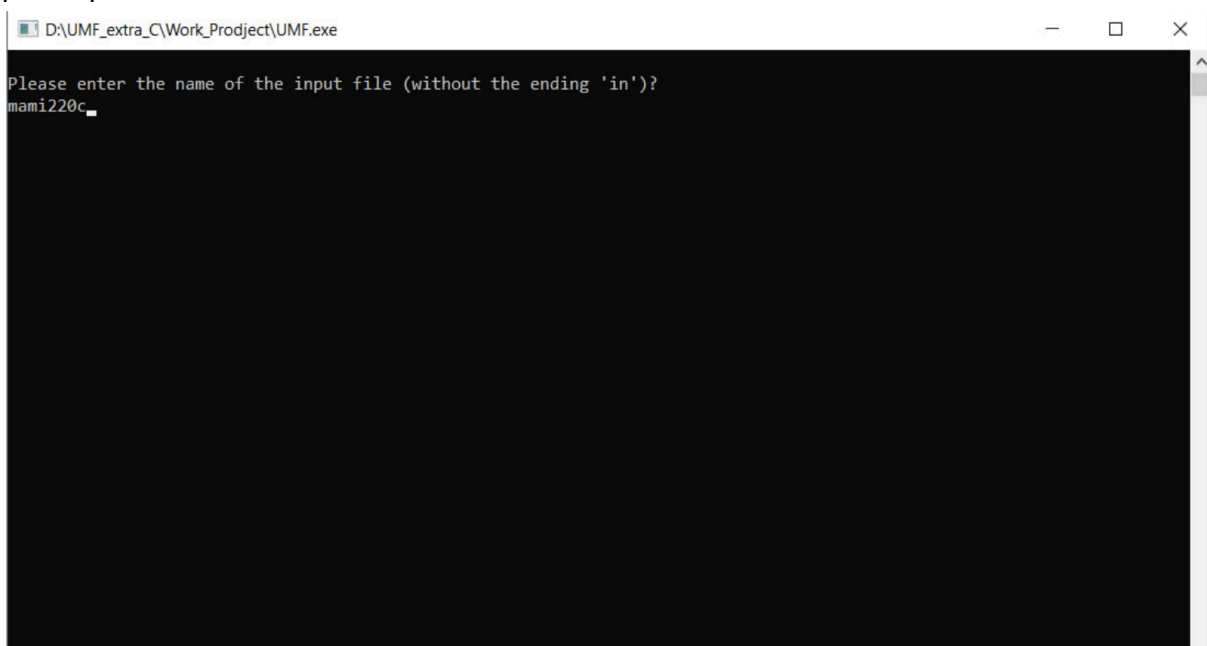 D:\UMF_extra_C\Work_Prodject\UMF.exe
Please enter the name of the input file (without the ending 'in')?
mami220c